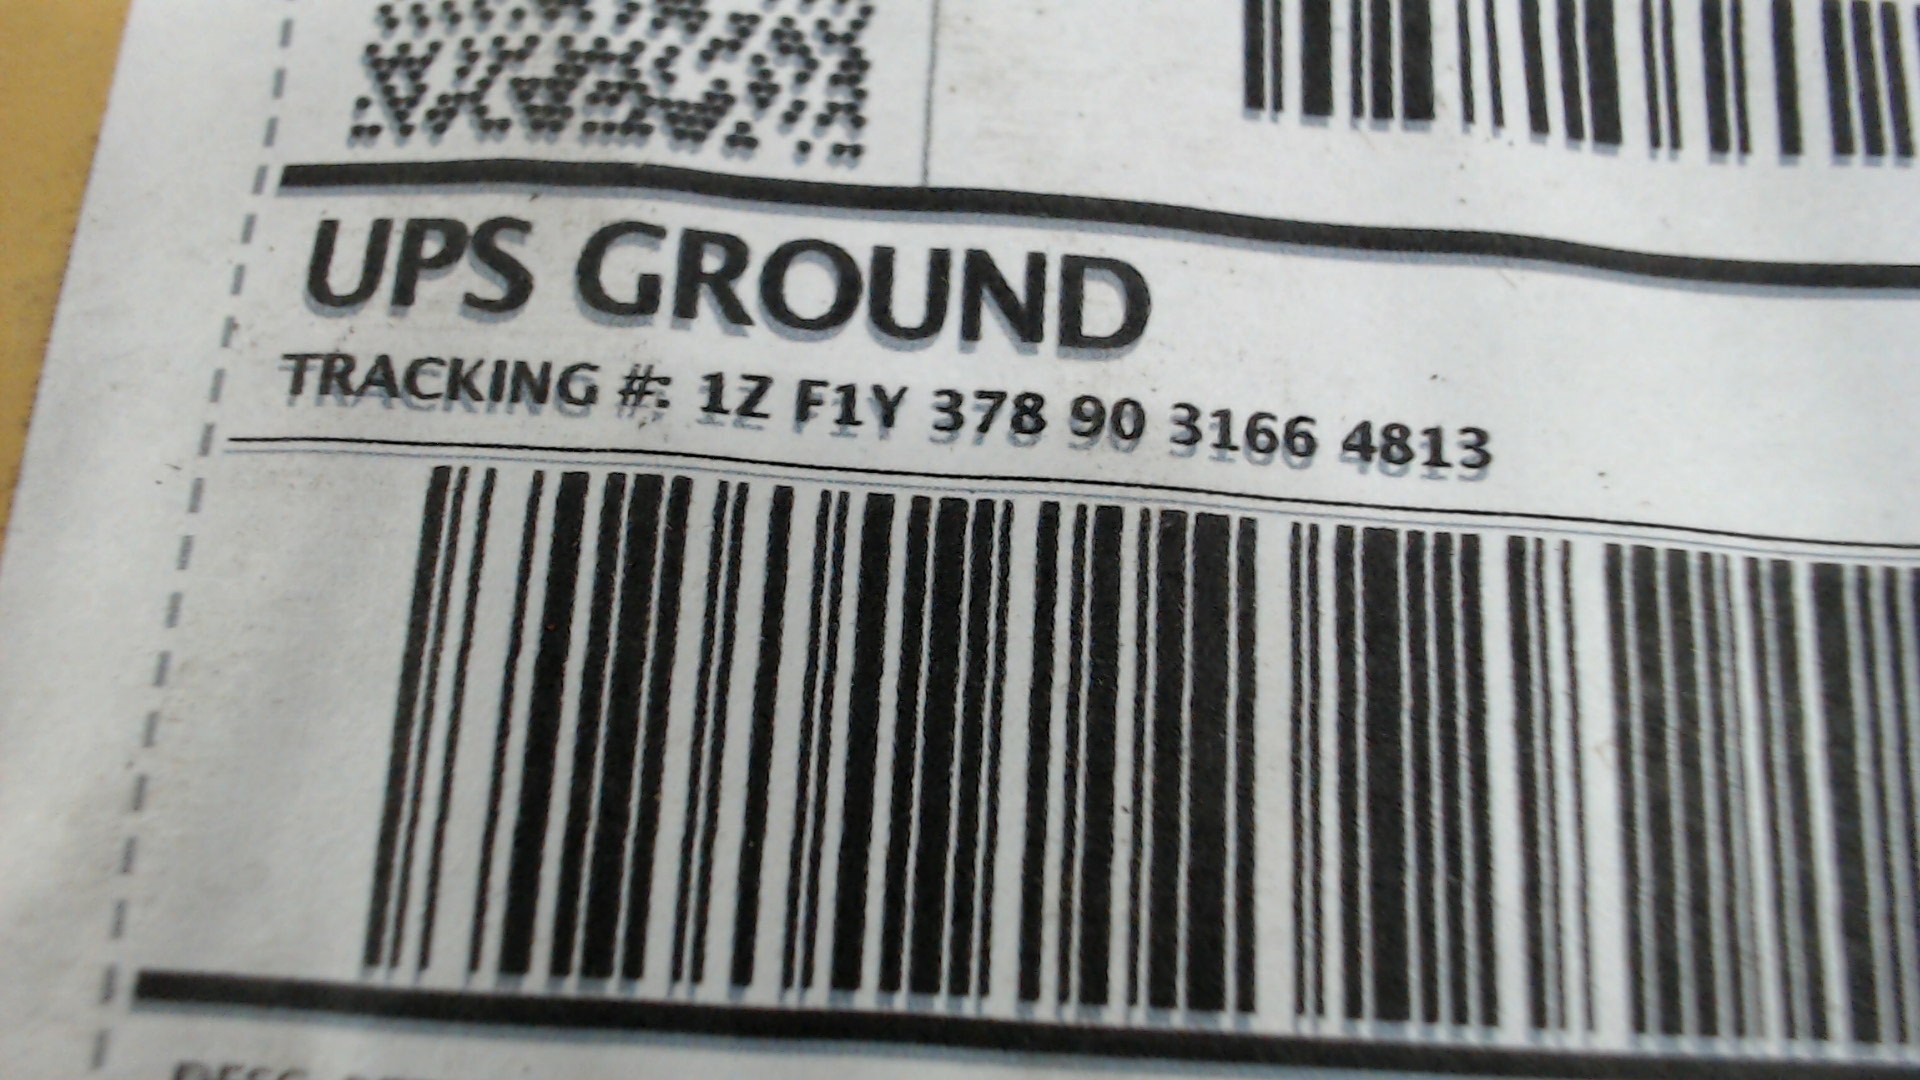 UPS GROUND
TRACKING #: 1Z F1Y 378 90 3166 4813